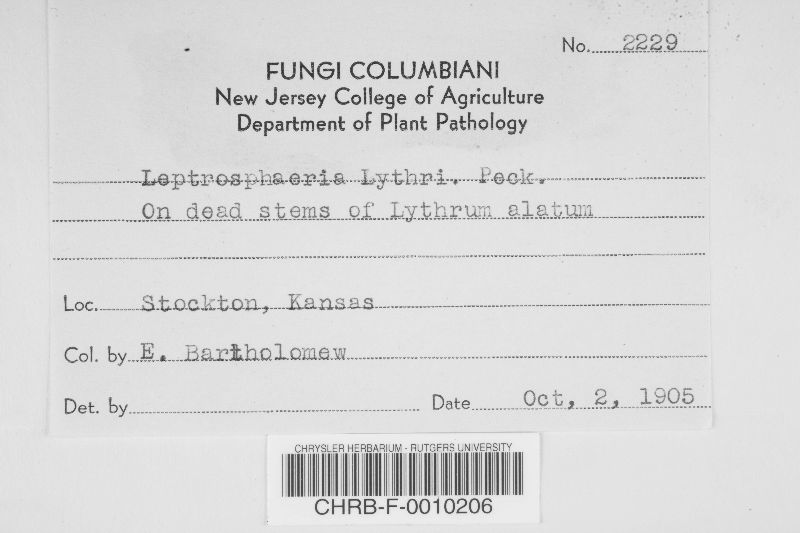 No. 2229
FUNGI COLUMBIANI
New Jersey College of Agriculture
Department of Plant Pathology
Leptrosphaeria Lythri. Peck.
On dead stems of Lythrum alatum
Loc. Stockton, Kansas
Col. by E. Bartholomew
Det. by
Date Oct, 2, 1905
CHRYSLER HERBARIUM - RUTGERS UNIVERSITY
CHRB-F-0010206